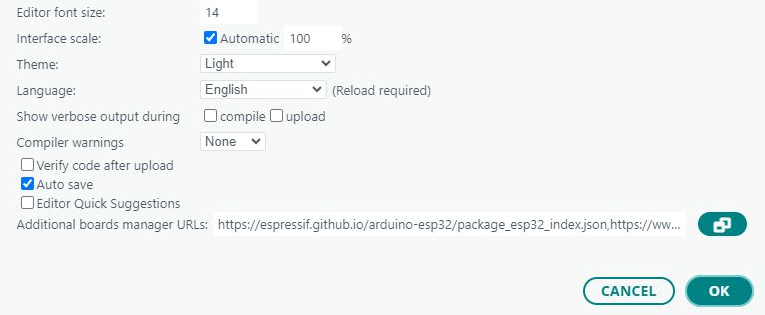 Editor font size: 14
Interface scale: Automatic 100 %
Theme: Light
Language: English (Reload required)
Show verbose output during compile upload
Compiler warnings None
Verify code after upload
Auto save
Editor Quick Suggestions
Additional boards manager URLs: https://espressif.github.io/arduino-esp32/package_esp32_index.json,https://ww...
CANCEL OK